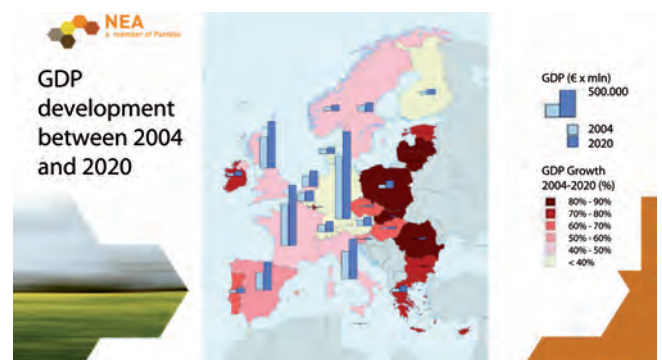 NEA
a member of Panteia
GDP
development
between 2004
and 2020
GDP (€ x mln)
500.000
2004
2020
GDP Growth
2004-2020 (%)
80% - 90%
70% - 80%
60% - 70%
50% - 60%
40% - 50%
< 40%